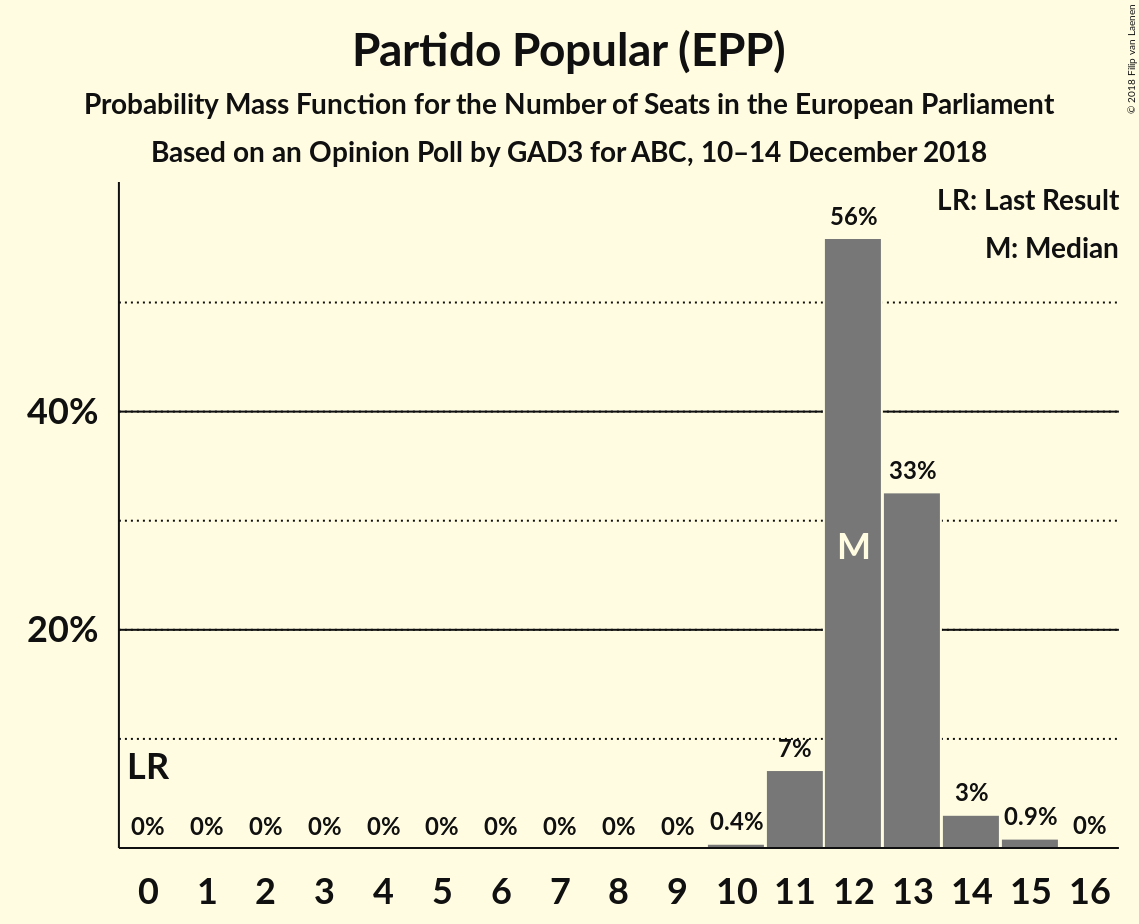 Partido Popular (EPP)
Probability Mass Function for the Number of Seats in the European Parliament
Based on an Opinion Poll by GAD3 for ABC, 10–14 December 2018
© 2018 Filip van Laenen
LR: Last Result
M: Median
56%
40%
33%
M
20%
7%
LR
0% 0% 0% 0% 0% 0% 0% 0% 0% 0% 0.4% 3% 0.9% 0%
0 1 2 3 4 5 6 7 8 9 10 11 12 13 14 15 16